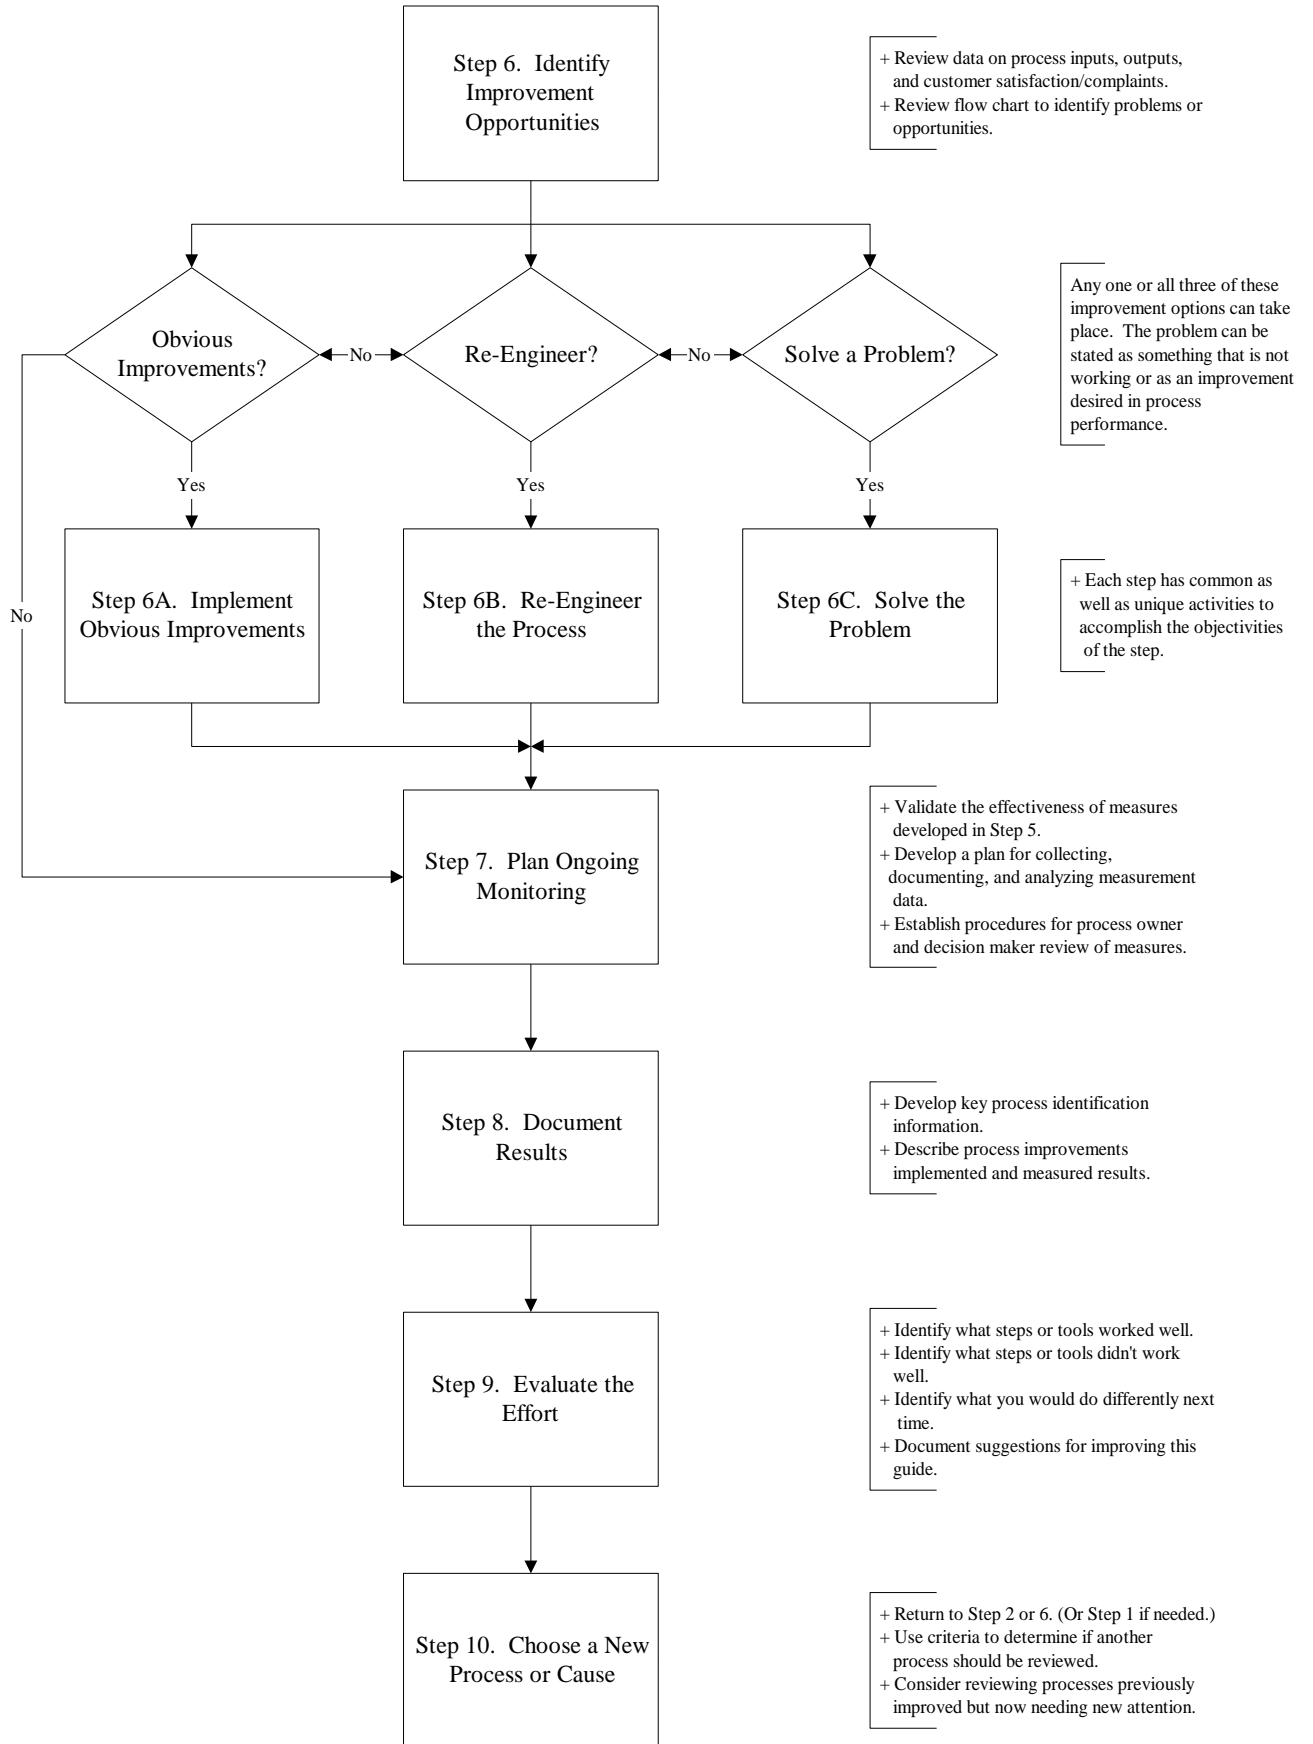 Step 6. Identify
Improvement
Opportunities
+ Review data on process inputs, outputs,
and customer satisfaction/complaints.
+ Review flow chart to identify problems or
opportunities.
Obvious
Improvements?
No
Re-Engineer?
No
Solve a Problem?
Any one or all three of these
improvement options can take
place. The problem can be
stated as something that is not
working or as an improvement
desired in process
performance.
Yes
Yes
Yes
No
Step 6A. Implement
Obvious Improvements
Step 6B. Re-Engineer
the Process
Step 6C. Solve the
Problem
+ Each step has common as
well as unique activities to
accomplish the objectivities
of the step.
Step 7. Plan Ongoing
Monitoring
+ Validate the effectiveness of measures
developed in Step 5.
+ Develop a plan for collecting,
documenting, and analyzing measurement
data.
+ Establish procedures for process owner
and decision maker review of measures.
Step 8. Document
Results
+ Develop key process identification
information.
+ Describe process improvements
implemented and measured results.
Step 9. Evaluate the
Effort
+ Identify what steps or tools worked well.
+ Identify what steps or tools didn't work
well.
+ Identify what you would do differently next
time.
+ Document suggestions for improving this
guide.
Step 10. Choose a New
Process or Cause
+ Return to Step 2 or 6. (Or Step 1 if needed.)
+ Use criteria to determine if another
process should be reviewed.
+ Consider reviewing processes previously
improved but now needing new attention.